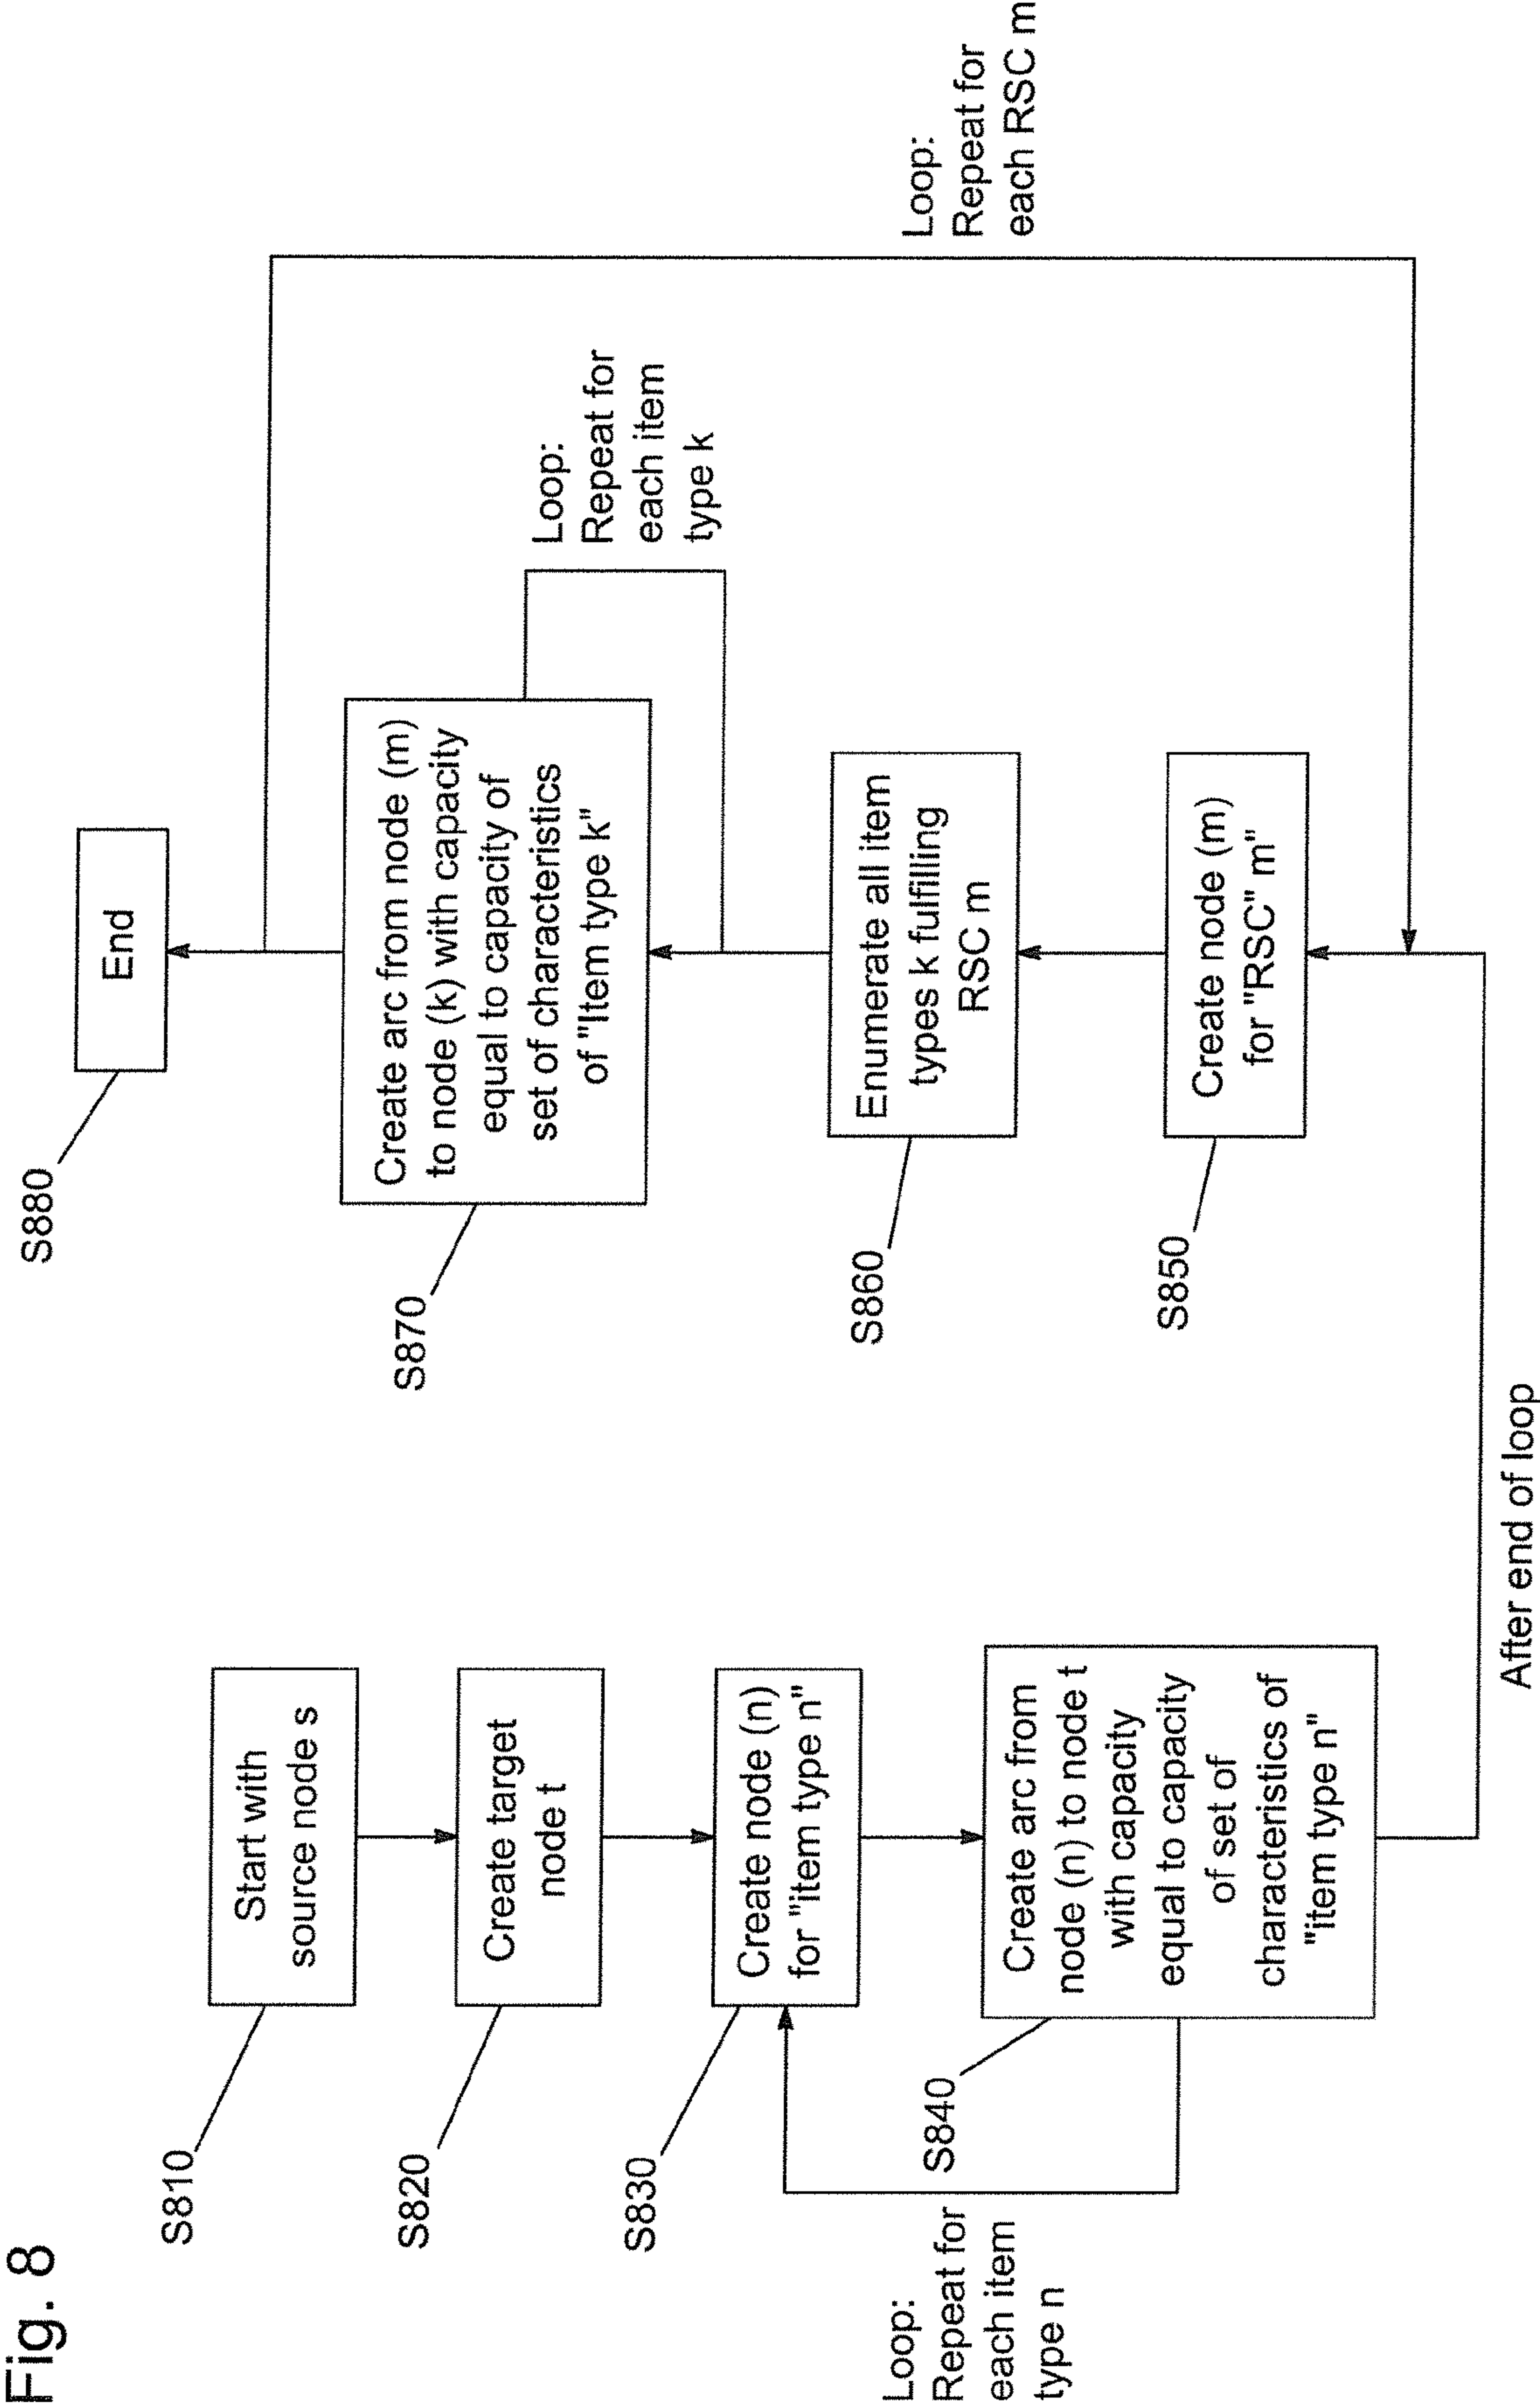 Fig. 8
S810
Start with
source node s
S820
Create target
node t
S830
Create node (n)
for "item type n"
S840
Create arc from
node (n) to node t
with capacity
equal to capacity
of set of
characteristics of
"item type n"
Loop:
Repeat for
each item
type n
After end of loop
S880
End
S870
Create arc from node (m)
to node (k) with capacity
equal to capacity of
set of characteristics
of "Item type k"
Loop:
Repeat for
each item
type k
S860
Enumerate all item
types k fulfilling
RSC m
S850
Create node (m)
for "RSC" m"
Loop:
Repeat for
each RSC m